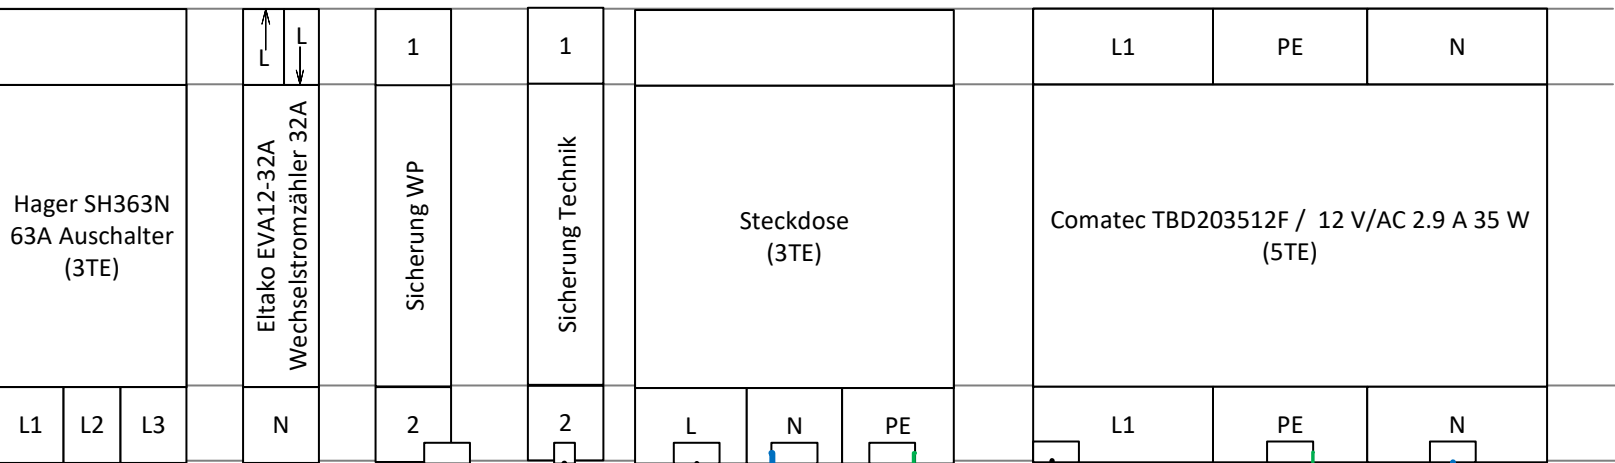 L
L
1
1
L1
PE
N
Hager SH363N
63A Auschalter
(3TE)
Eltako EVA12-32A
Wechselstromzähler 32A
Sicherung WP
Sicherung Technik
Steckdose
(3TE)
Comatec TBD203512F /  12 V/AC 2.9 A 35 W
(5TE)
L1
L2
L3
N
2
2
L
N
PE
L1
PE
N